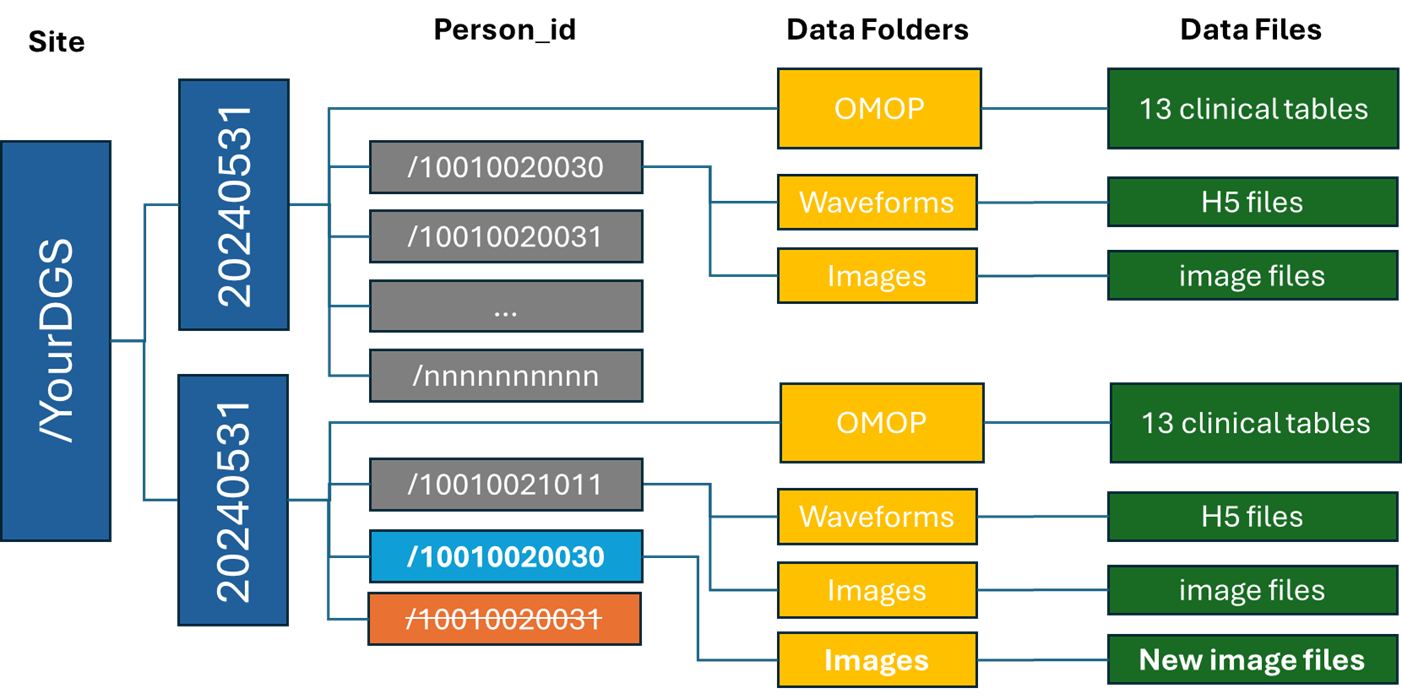 Site
Person_id
Data Folders
Data Files
/YourDGS
20240531
OMOP
13 clinical tables
/10010020030
Waveforms
H5 files
/10010020031
Images
image files
...
/nnnnnnnnnnn
20240531
OMOP
13 clinical tables
/10010021011
Waveforms
H5 files
/10010020030
Images
image files
/10010020031
Images
New image files